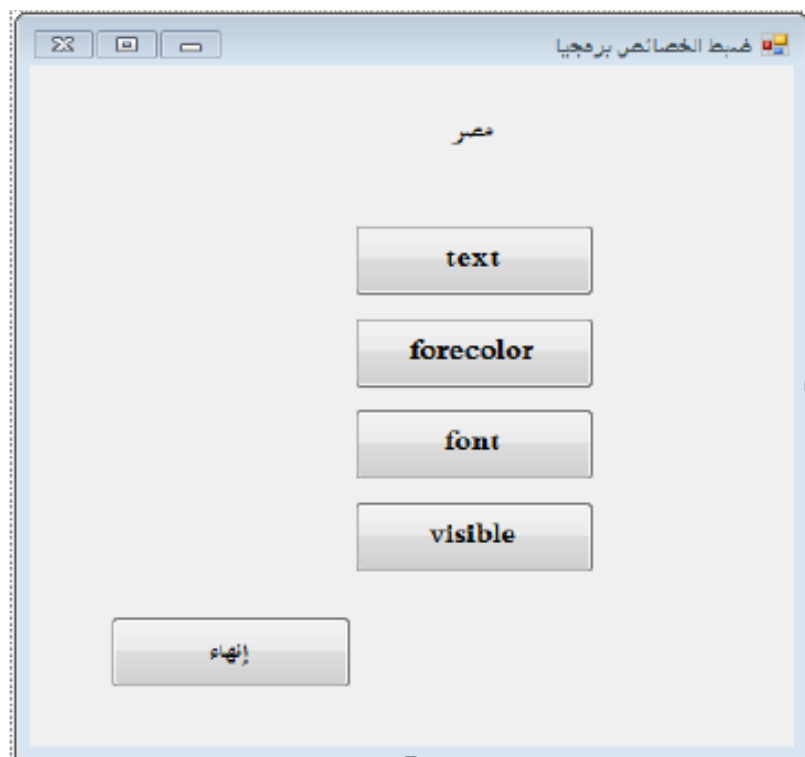 ضبط الخصائص برمجيا
مصر
text
forecolor
font
visible
إنهاء